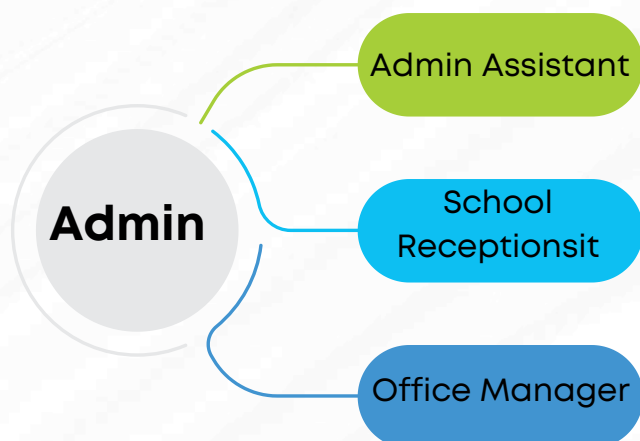 Admin
Admin Assistant
School
Receptionsit
Office Manager